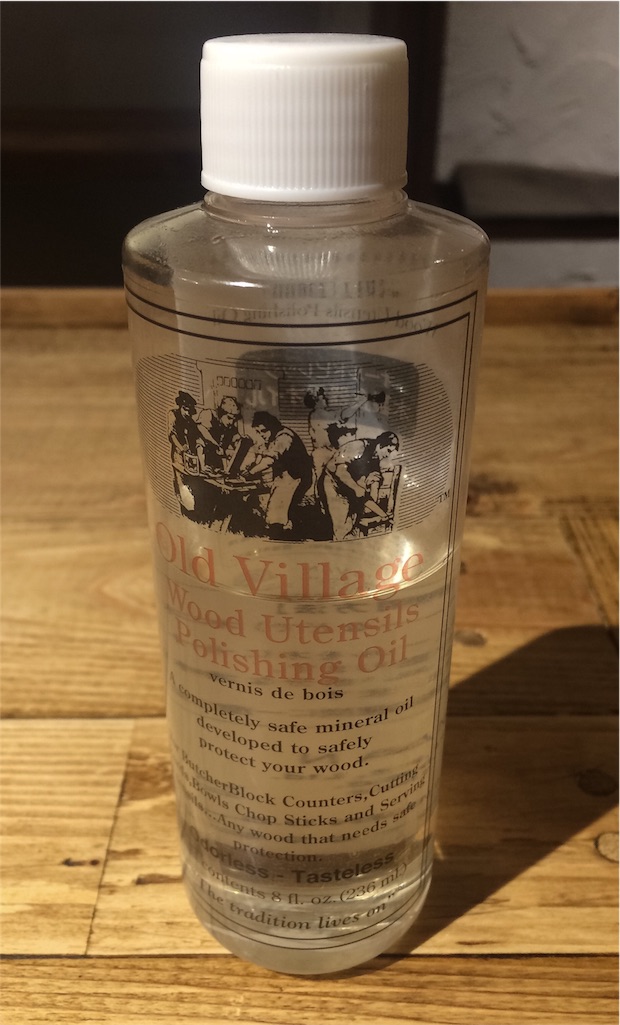 TM
Old Village
Wood Utensils
Polishing Oil
vernis de bois
A completely safe mineral oil
developed to safely
protect your wood.
ButcherBlock Counters,Cutting
Bowls Chop Sticks and Serving
Any wood that needs safe
protection.
Odorless - Tasteless
Contents 8 fl. oz.(236 ml.)
"The tradition lives on"